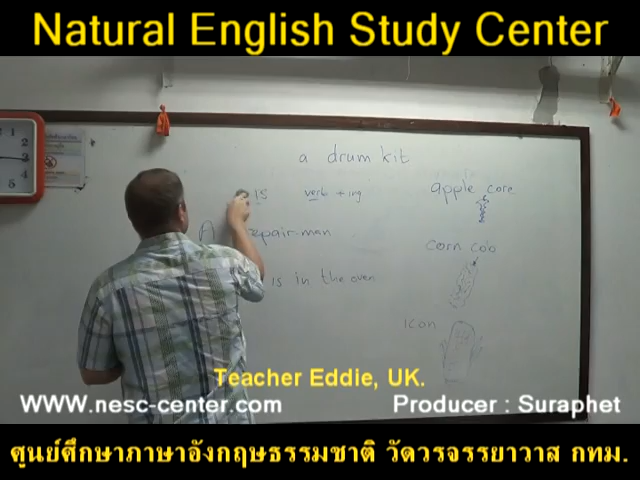 Natural English Study Center
a drum kit
is verb + ing apple core
A repair-man
corn cob
is in the oven
icon
Teacher Eddie, UK.
WWW.nesc-center.com Producer : Suraphet
ศูนย์ศึกษาภาษาอังกฤษธรรมชาติ วัดวรจรรยาวาส กทม.